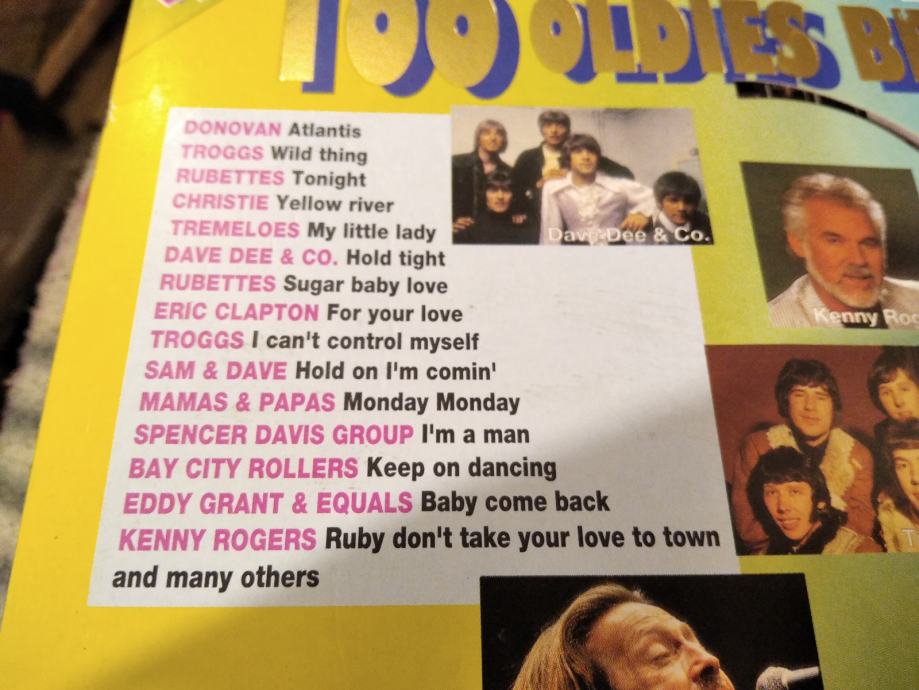 100 OLDIES
DONOVAN Atlantis
TROGGS Wild thing
RUBETTES Tonight
CHRISTIE Yellow river
TREMELOES My little lady
DAVE DEE & CO. Hold tight
RUBETTES Sugar baby love
ERIC CLAPTON For your love
TROGGS I can't control myself
SAM & DAVE Hold on I'm comin'
MAMAS & PAPAS Monday Monday
SPENCER DAVIS GROUP I'm a man
BAY CITY ROLLERS Keep on dancing
EDDY GRANT & EQUALS Baby come back
KENNY ROGERS Ruby don't take your love to town
and many others
Dave Dee & Co.
Kenny Rog